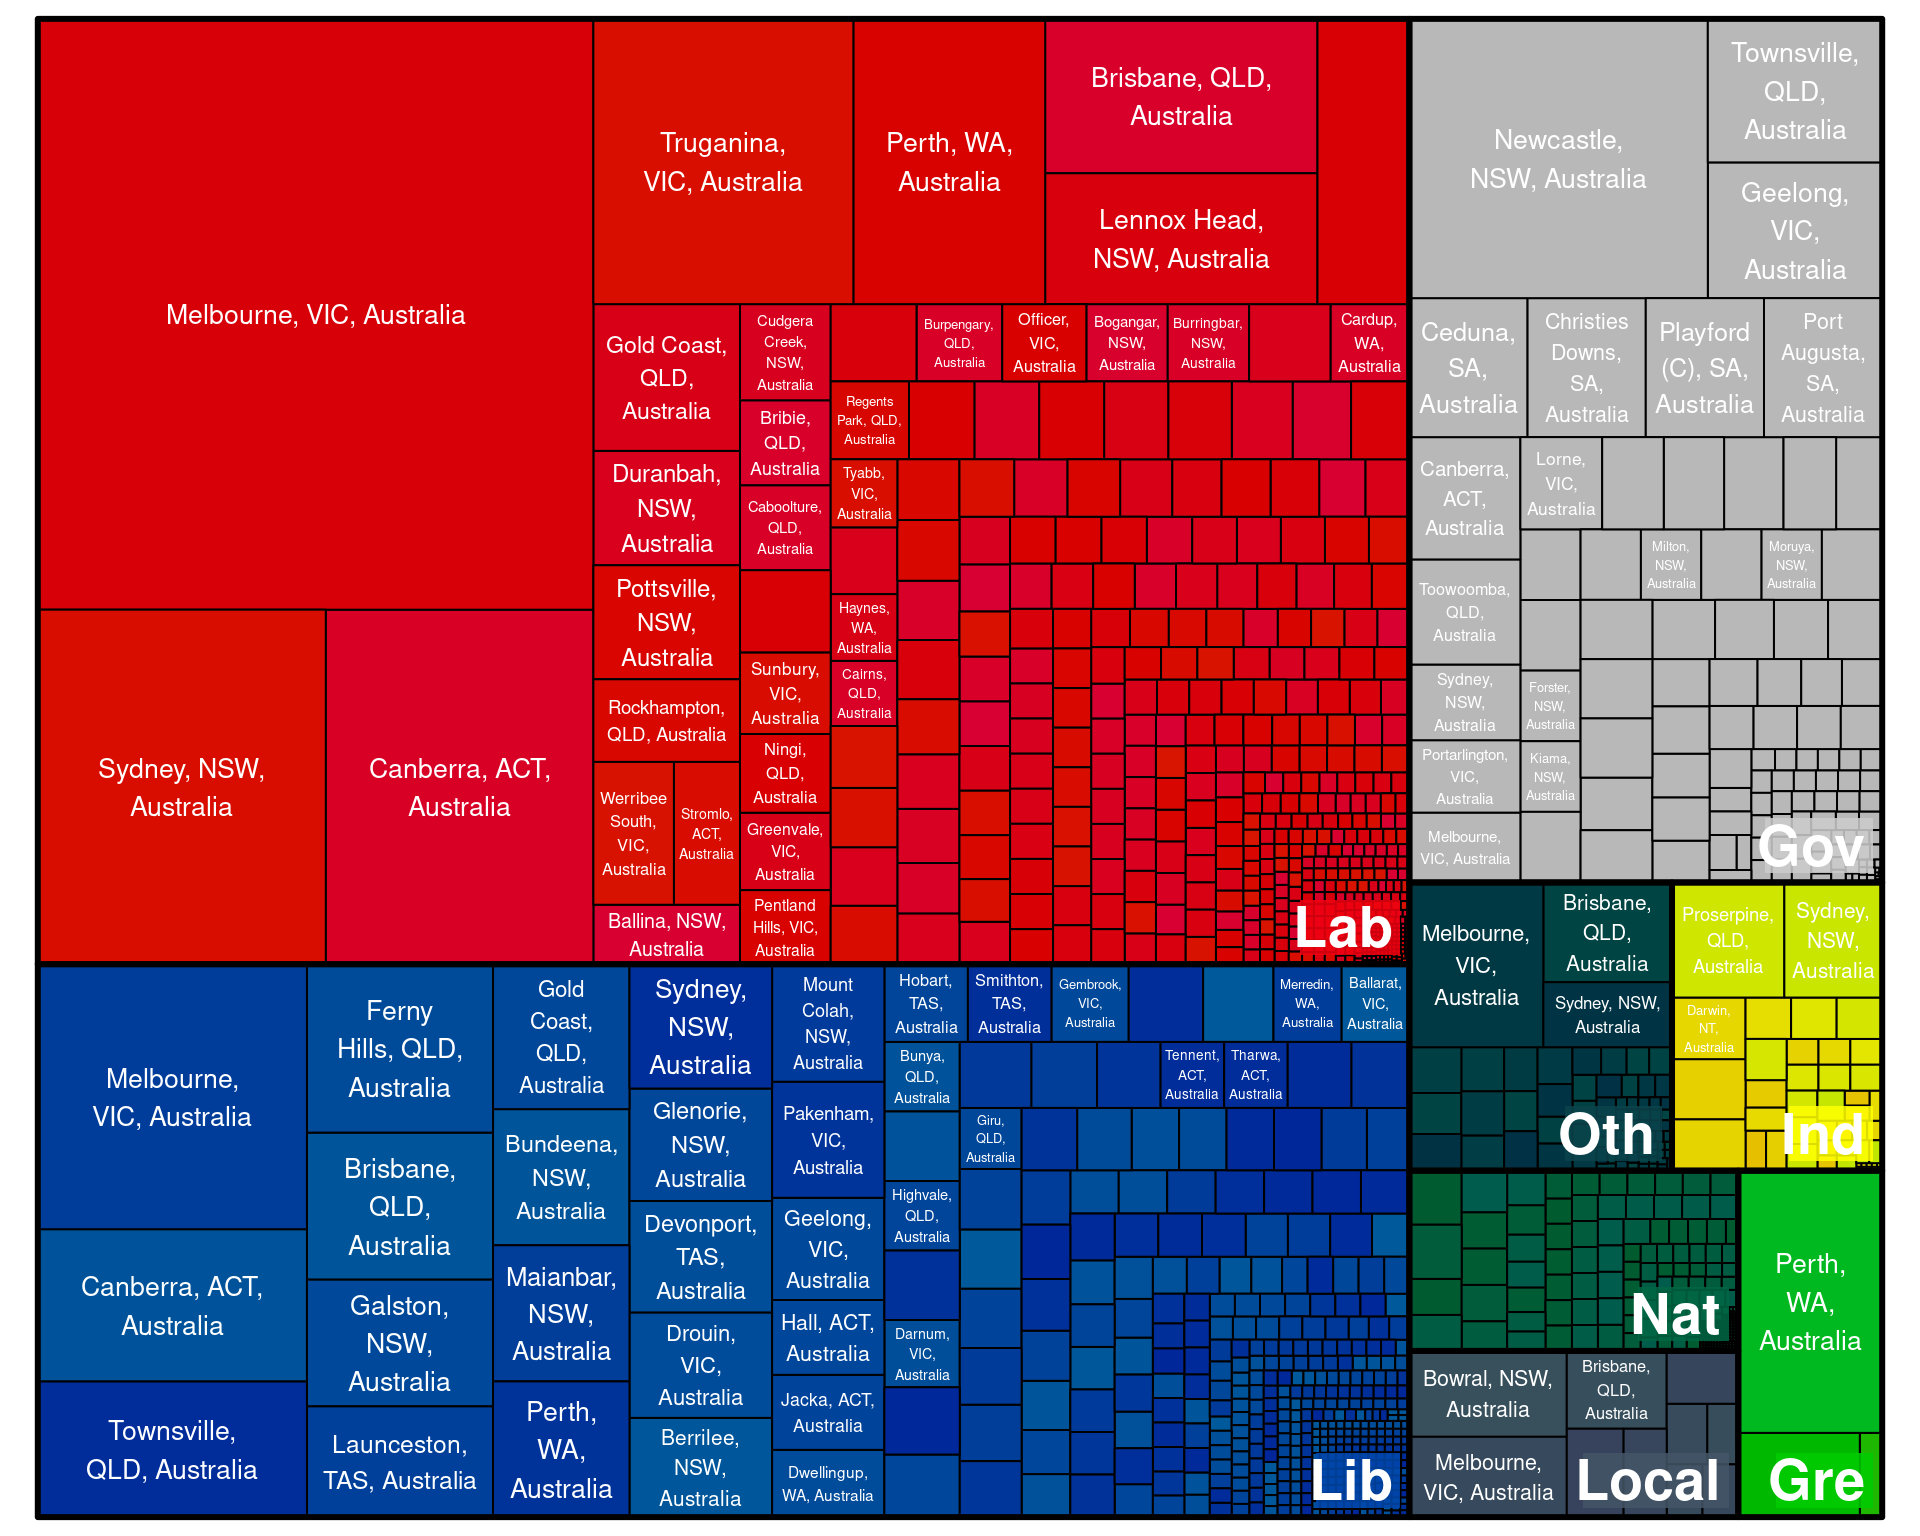 Melbourne, VIC, Australia
Sydney, NSW,
Australia
Canberra, ACT,
Australia
Truganina,
VIC, Australia
Perth, WA,
Australia
Brisbane, QLD,
Australia
Lennox Head,
NSW, Australia
Gold Coast,
QLD,
Australia
Duranbah,
NSW,
Australia
Pottsville,
NSW,
Australia
Rockhampton,
QLD, Australia
Werribee
South,
VIC,
Australia
Stromlo,
ACT,
Australia
Ballina, NSW,
Australia
Cudgera
Creek,
NSW,
Australia
Bribie,
QLD,
Australia
Caboolture,
QLD,
Australia
Sunbury,
VIC,
Australia
Ningi,
QLD,
Australia
Greenvale,
VIC,
Australia
Pentland
Hills, VIC,
Australia
Burpengary,
QLD,
Australia
Officer,
VIC,
Australia
Bogangar,
NSW,
Australia
Burringbar,
NSW,
Australia
Cardup,
WA,
Australia
Regents
Park, QLD,
Australia
Tyabb,
VIC,
Australia
Haynes,
WA,
Australia
Cairns,
QLD,
Australia
Lab
Newcastle,
NSW, Australia
Townsville,
QLD,
Australia
Geelong,
VIC,
Australia
Ceduna,
SA,
Australia
Christies
Downs,
SA,
Australia
Playford
(C), SA,
Australia
Port
Augusta,
SA,
Australia
Canberra,
ACT,
Australia
Lorne,
VIC,
Australia
Toowoomba,
QLD,
Australia
Milton,
NSW,
Australia
Moruya,
NSW,
Australia
Sydney,
NSW,
Australia
Forster,
NSW,
Australia
Portarlington,
VIC,
Australia
Kiama,
NSW,
Australia
Melbourne,
VIC, Australia
Gov
Melbourne,
VIC, Australia
Canberra, ACT,
Australia
Townsville,
QLD, Australia
Ferny
Hills, QLD,
Australia
Brisbane,
QLD,
Australia
Galston,
NSW,
Australia
Launceston,
TAS, Australia
Gold
Coast,
QLD,
Australia
Bundeena,
NSW,
Australia
Maianbar,
NSW,
Australia
Perth,
WA,
Australia
Sydney,
NSW,
Australia
Glenorie,
NSW,
Australia
Devonport,
TAS,
Australia
Drouin,
VIC,
Australia
Berrilee,
NSW,
Australia
Mount
Colah,
NSW,
Australia
Pakenham,
VIC,
Australia
Geelong,
VIC,
Australia
Hall, ACT,
Australia
Jacka, ACT,
Australia
Dwellingup,
WA, Australia
Hobart,
TAS,
Australia
Smithton,
TAS,
Australia
Gembrook,
VIC,
Australia
Merredin,
WA,
Australia
Ballarat,
VIC,
Australia
Bunya,
QLD,
Australia
Tennent,
ACT,
Australia
Tharwa,
ACT,
Australia
Giru,
QLD,
Australia
Highvale,
QLD,
Australia
Darnum,
VIC,
Australia
Lib
Melbourne,
VIC,
Australia
Brisbane,
QLD,
Australia
Sydney, NSW,
Australia
Oth
Proserpine,
QLD,
Australia
Sydney,
NSW,
Australia
Darwin,
NT,
Australia
Ind
Nat
Perth,
WA,
Australia
Gre
Bowral, NSW,
Australia
Brisbane,
QLD,
Australia
Melbourne,
VIC, Australia
Local